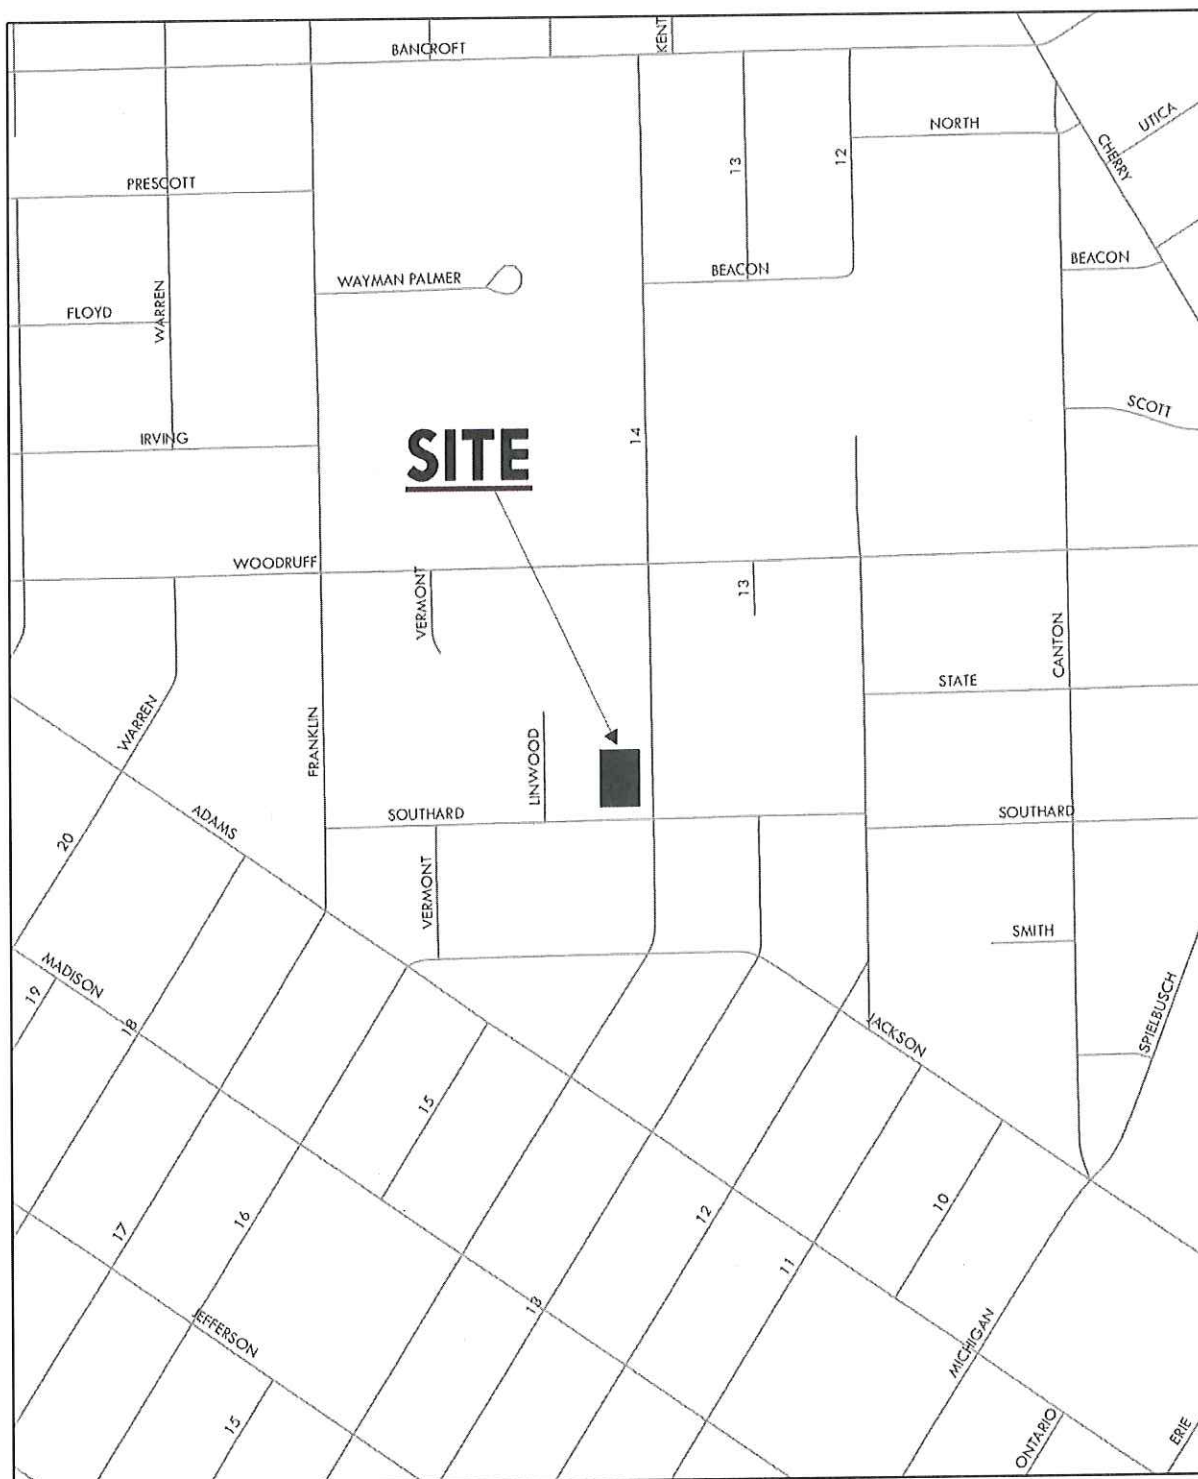 BANCROFT
KENT
NORTH
UTICA
CHERRY
13
12
PRESCOTT
BEACON
BEACON
WAYMAN PALMER
FLOYD
WARREN
SCOTT
IRVING
SITE
14
WOODRUFF
VERMONT
13
CANTON
STATE
WARREN
FRANKLIN
LINWOOD
ADAMS
SOUTHARD
SOUTHARD
20
VERMONT
SMITH
MADISON
19
18
JACKSON
SPIELBUSCH
15
17
16
12
10
11
13
JEFFERSON
MICHIGAN
15
ONTARIO
ERIE